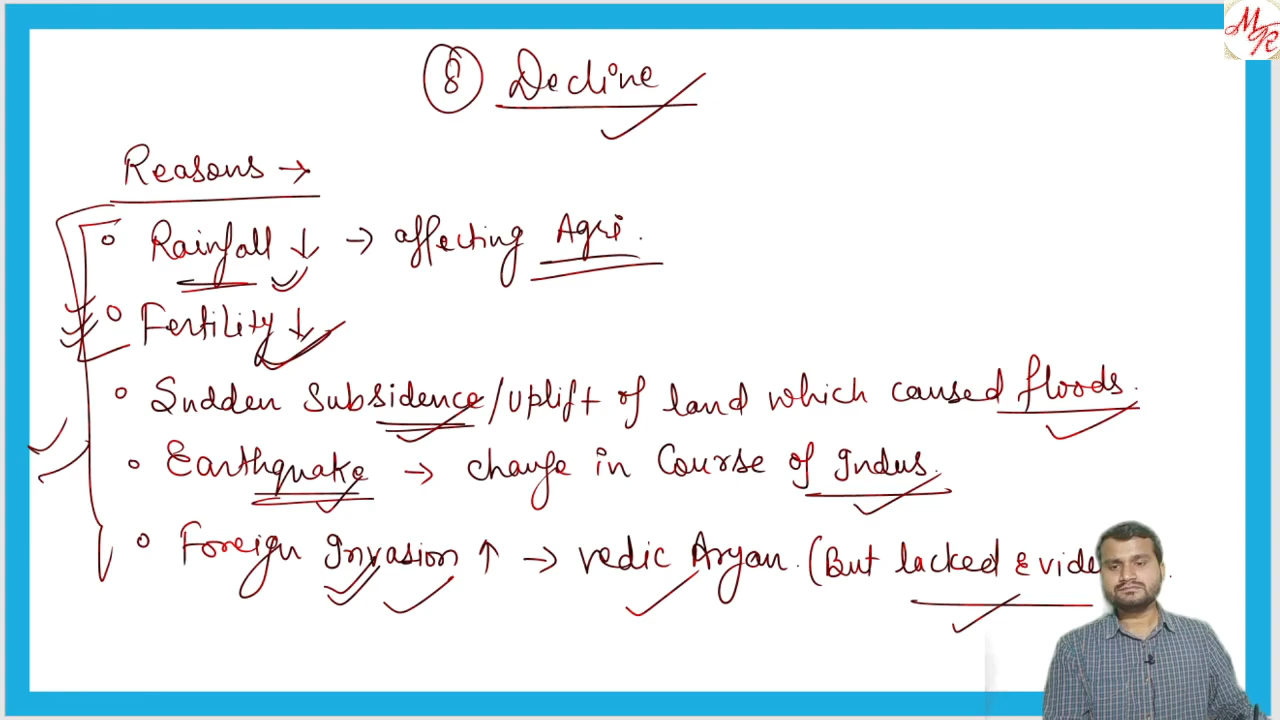 MR
⑧ Decline
Reasons →
• Rainfall ↓ → affecting Agri.
• Fertility ↓
• Sudden Subsidence/uplift of land which caused floods.
• Earthquake → change in Course of Indus.
• Foreign Invasion ↑ → vedic Aryan. (But lacked